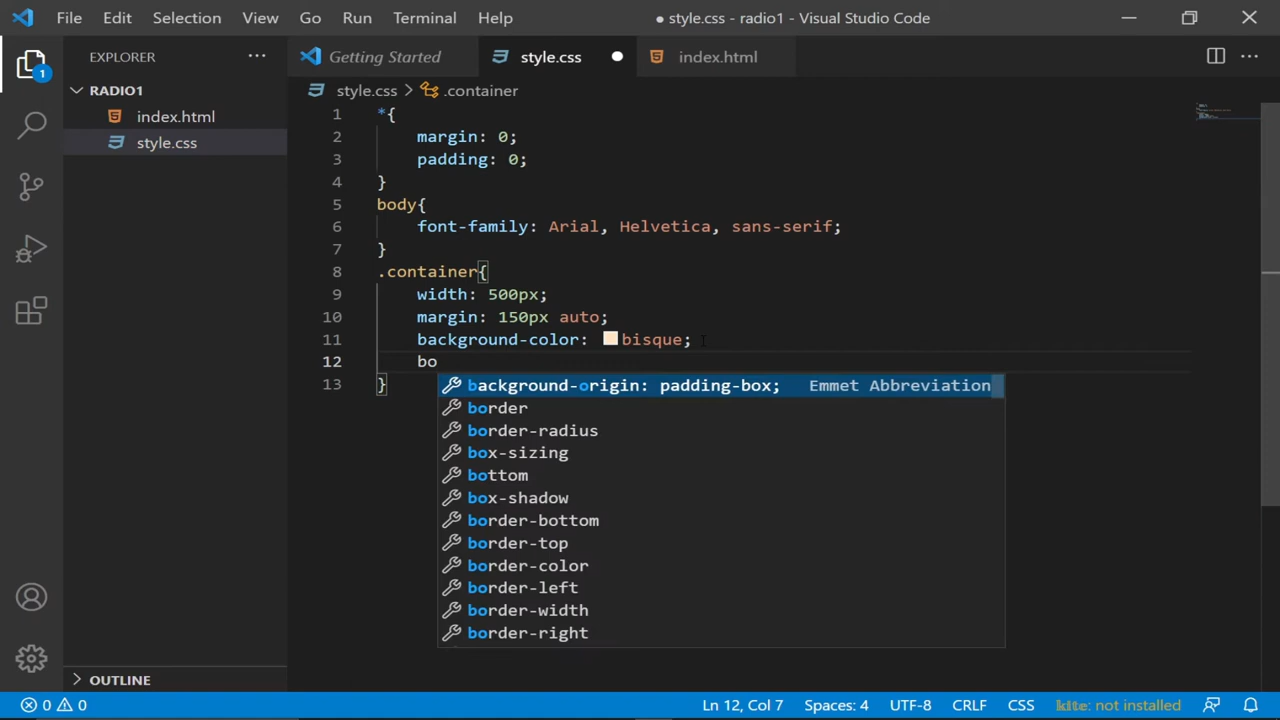 File Edit Selection View Go Run Terminal Help ● style.css - radio1 - Visual Studio Code
EXPLORER ···
Getting Started style.css index.html
RADIO1
index.html
style.css
style.css > .container
1 *{
2 margin: 0;
3 padding: 0;
4 }
5 body{
6 font-family: Arial, Helvetica, sans-serif;
7 }
8 .container{
9 width: 500px;
10 margin: 150px auto;
11 background-color: bisque;
12 bo
13 }
background-origin: padding-box; Emmet Abbreviation
border
border-radius
box-sizing
bottom
box-shadow
border-bottom
border-top
border-color
border-left
border-width
border-right
OUTLINE
1
0 0 Ln 12, Col 7 Spaces: 4 UTF-8 CRLF CSS kite: not installed